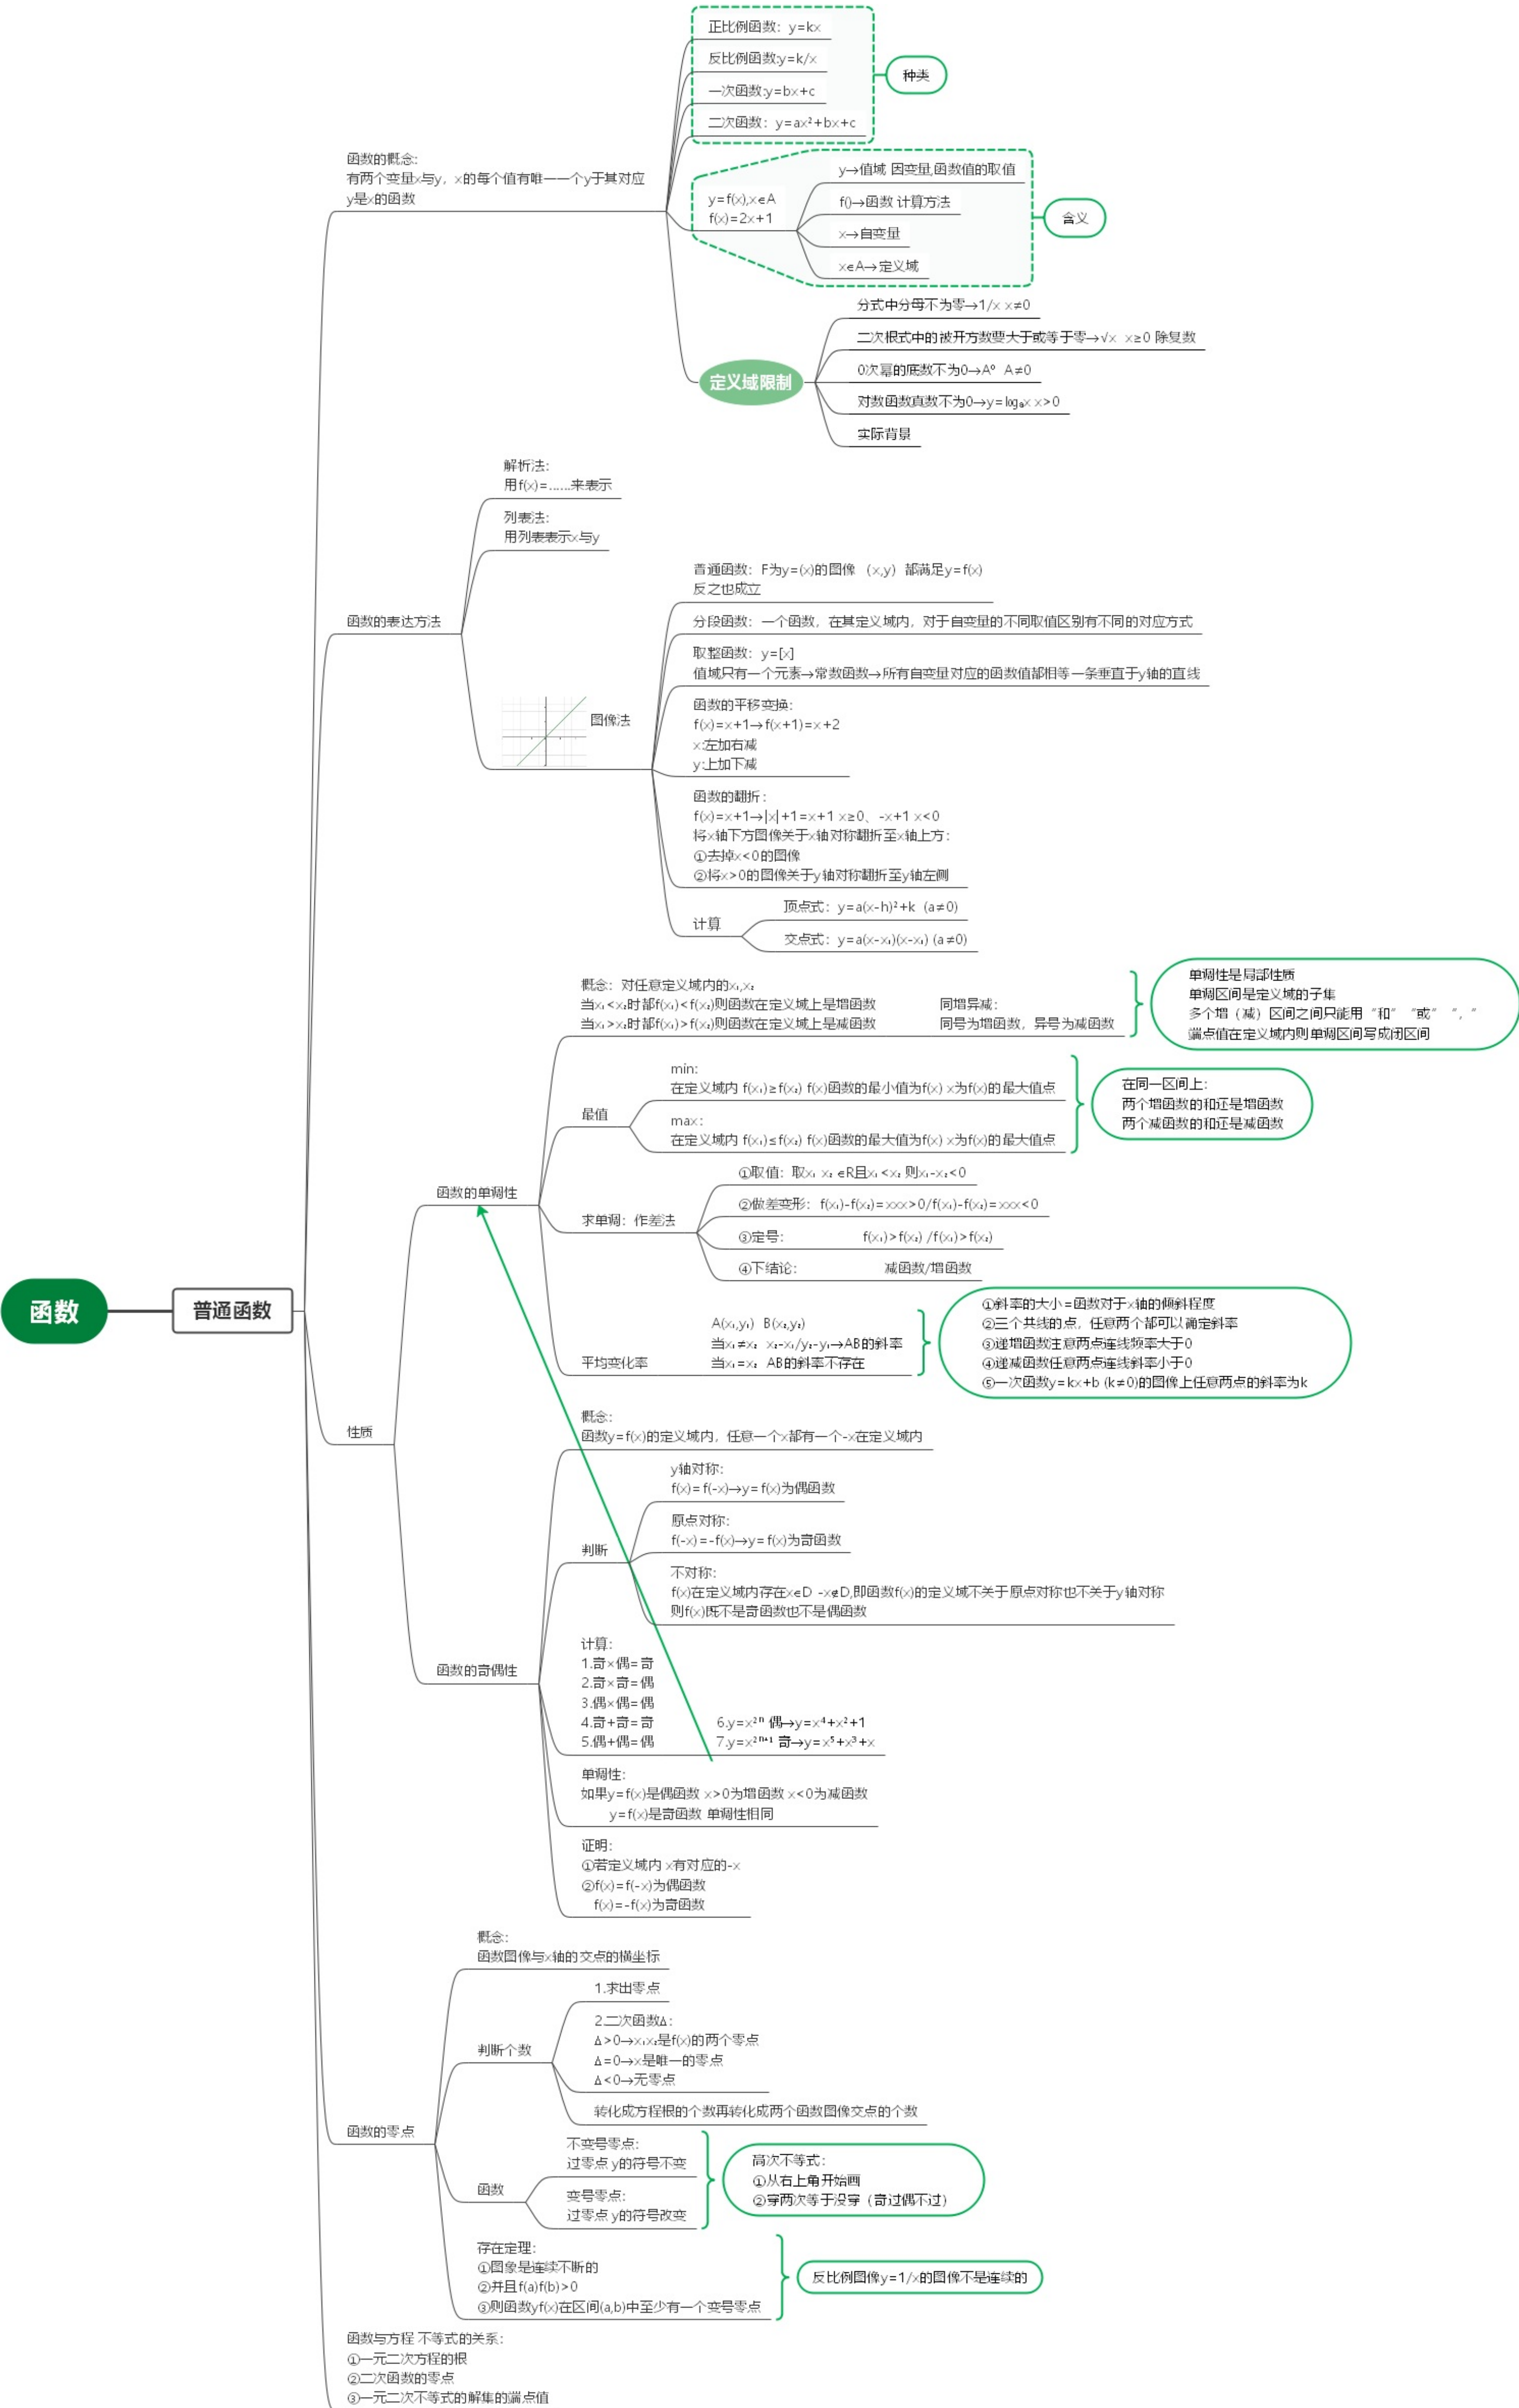 函数
普通函数
函数的概念:
有两个变量x与y，x的每个值有唯一一个y于其对应
y是x的函数
正比例函数：y=kx
反比例函数:y=k/x
一次函数:y=bx+c
二次函数：y=ax²+bx+c
种类
y=f(x),x∈A
f(x)=2x+1
y→值域 因变量,函数值的取值
f()→函数 计算方法
x→自变量
x∈A→定义域
含义
定义域限制
分式中分母不为零→1/x x≠0
二次根式中的被开方数要大于或等于零→√x x≥0 除复数
0次幂的底数不为0→A⁰ A≠0
对数函数真数不为0→y=logₐx x>0
实际背景
函数的表达方法
解析法：
用f(x)=......来表示
列表法：
用列表表示x与y
图像法
普通函数：F为y=(x)的图像 （x,y）都满足y=f(x)
反之也成立
分段函数：一个函数，在其定义域内，对于自变量的不同取值区别有不同的对应方式
取整函数：y=[x]
值域只有一个元素→常数函数→所有自变量对应的函数值都相等一条垂直于y轴的直线
函数的平移变换：
f(x)=x+1→f(x+1)=x+2
x:左加右减
y:上加下减
函数的翻折：
f(x)=x+1→|x|+1=x+1 x≥0、-x+1 x<0
将x轴下方图像关于x轴对称翻折至x轴上方：
①去掉x<0的图像
②将x>0的图像关于y轴对称翻折至y轴左侧
计算
顶点式：y=a(x-h)²+k (a≠0)
交点式：y=a(x-x₁)(x-x₁) (a≠0)
性质
函数的单调性
概念：对任意定义域内的x₁,x₂
当x₁<x₂时都f(x₁)<f(x₂)则函数在定义域上是增函数 同增异减：
当x₁>x₂时都f(x₁)>f(x₂)则函数在定义域上是减函数 同号为增函数，异号为减函数
单调性是局部性质
单调区间是定义域的子集
多个增（减）区间之间只能用“和”“或”“，”
端点值在定义域内则单调区间写成闭区间
最值
min:
在定义域内 f(x₁)≥f(x₂) f(x)函数的最小值为f(x) x为f(x)的最大值点
max：
在定义域内 f(x₁)≤f(x₂) f(x)函数的最大值为f(x) x为f(x)的最大值点
在同一区间上：
两个增函数的和还是增函数
两个减函数的和还是减函数
求单调：作差法
①取值：取x₁ x₂ ∈R且x₁<x₂ 则x₁-x₂<0
②做差变形：f(x₁)-f(x₂)=xxx>0/f(x₁)-f(x₂)=xxx<0
③定号： f(x₁)>f(x₂) /f(x₁)>f(x₂)
④下结论： 减函数/增函数
平均变化率
A(x₁,y₁) B(x₂,y₂)
当x₁≠x₂ x₂-x₁/y₂-y₁→AB的斜率
当x₁=x₂ AB的斜率不存在
①斜率的大小=函数对于x轴的倾斜程度
②三个共线的点，任意两个都可以确定斜率
③递增函数注意两点连线频率大于0
④递减函数任意两点连线斜率小于0
⑤一次函数y=kx+b (k≠0)的图像上任意两点的斜率为k
函数的奇偶性
概念：
函数y=f(x)的定义域内，任意一个x都有一个-x在定义域内
判断
y轴对称：
f(x)=f(-x)→y=f(x)为偶函数
原点对称：
f(-x)=-f(x)→y=f(x)为奇函数
不对称：
f(x)在定义域内存在x∈D -x∉D,即函数f(x)的定义域不关于原点对称也不关于y轴对称
则f(x)既不是奇函数也不是偶函数
计算：
1.奇×偶=奇
2.奇×奇=偶
3.偶×偶=偶
4.奇+奇=奇 6.y=x²ⁿ 偶→y=x⁴+x²+1
5.偶+偶=偶 7.y=x²ⁿ⁺¹ 奇→y=x⁵+x³+x
单调性：
如果y=f(x)是偶函数 x>0为增函数 x<0为减函数
y=f(x)是奇函数 单调性相同
证明：
①若定义域内 x有对应的-x
②f(x)=f(-x)为偶函数
f(x)=-f(x)为奇函数
函数的零点
概念：
函数图像与x轴的交点的横坐标
判断个数
1.求出零点
2.二次函数Δ：
Δ>0→x₁x₂是f(x)的两个零点
Δ=0→x是唯一的零点
Δ<0→无零点
转化成方程根的个数再转化成两个函数图像交点的个数
函数
不变号零点：
过零点 y的符号不变
变号零点：
过零点 y的符号改变
高次不等式：
①从右上角开始画
②穿两次等于没穿（奇过偶不过）
存在定理：
①图象是连续不断的
②并且f(a)f(b)>0
③则函数yf(x)在区间(a,b)中至少有一个变号零点
反比例图像y=1/x的图像不是连续的
函数与方程 不等式的关系：
①一元二次方程的根
②二次函数的零点
③一元二次不等式的解集的端点值